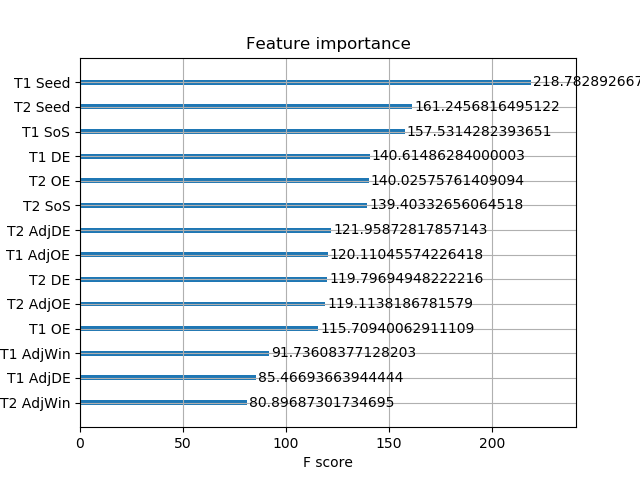 Feature importance
T1 Seed 218.782892667
T2 Seed 161.2456816495122
T1 SoS 157.5314282393651
T1 DE 140.61486284000003
T2 OE 140.02575761409094
T2 SoS 139.40332656064518
T2 AdjDE 121.95872817857143
T1 AdjOE 120.11045574226418
T2 DE 119.79694948222216
T2 AdjOE 119.1138186781579
T1 OE 115.70940062911109
T1 AdjWin 91.73608377128203
T1 AdjDE 85.46693663944444
T2 AdjWin 80.89687301734695
0 50 100 150 200
F score